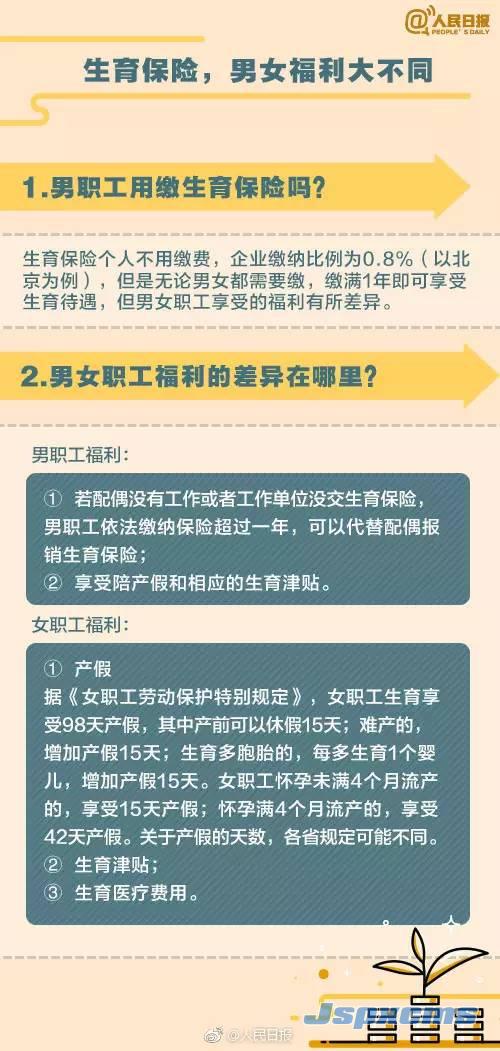 @人民日报
PEOPLE'S DAILY
生育保险，男女福利大不同
1.男职工用缴生育保险吗？
生育保险个人不用缴费，企业缴纳比例为0.8%（以北
京为例），但是无论男女都需要缴，缴满1年即可享受
生育待遇，但男女职工享受的福利有所差异。
2.男女职工福利的差异在哪里？
男职工福利：
① 若配偶没有工作或者工作单位没交生育保险，
男职工依法缴纳保险超过一年，可以代替配偶报
销生育保险；
② 享受陪产假和相应的生育津贴。
女职工福利：
① 产假
据《女职工劳动保护特别规定》，女职工生育享
受98天产假，其中产前可以休假15天；难产的，
增加产假15天；生育多胞胎的，每多生育1个婴
儿，增加产假15天。女职工怀孕未满4个月流产
的，享受15天产假；怀孕满4个月流产的，享受
42天产假。关于产假的天数，各省规定可能不同。
② 生育津贴；
③ 生育医疗费用。
Jspxcms
@人民日报